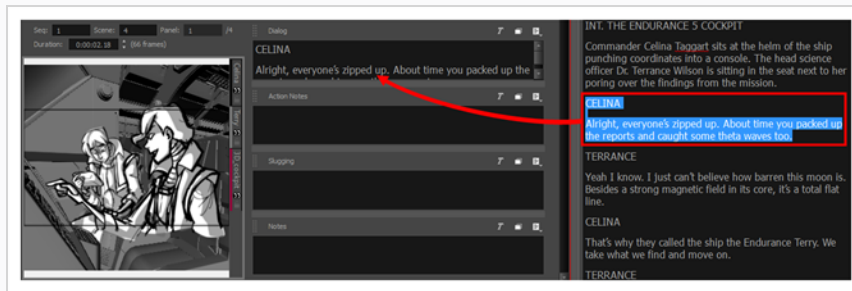 Seq: 1 Scene: 4 Panel: 1 /4
Duration: 0:00:02.18 (66 frames)
Dialog
CELINA
Alright, everyone's zipped up. About time you packed up the
Action Notes
Slugging
Notes
Celina
Terry
3D_cockpit
INT. THE ENDURANCE 5 COCKPIT
Commander Celina Taggart sits at the helm of the ship
punching coordinates into a console. The head science
officer Dr. Terrance Wilson is sitting in the seat next to her
poring over the findings from the mission.
CELINA
Alright, everyone's zipped up. About time you packed up
the reports and caught some theta waves too.
TERRANCE
Yeah I know. I just can't believe how barren this moon is.
Besides a strong magnetic field in its core, it's a total flat
line.
CELINA
That's why they called the ship the Endurance Terry. We
take what we find and move on.
TERRANCE